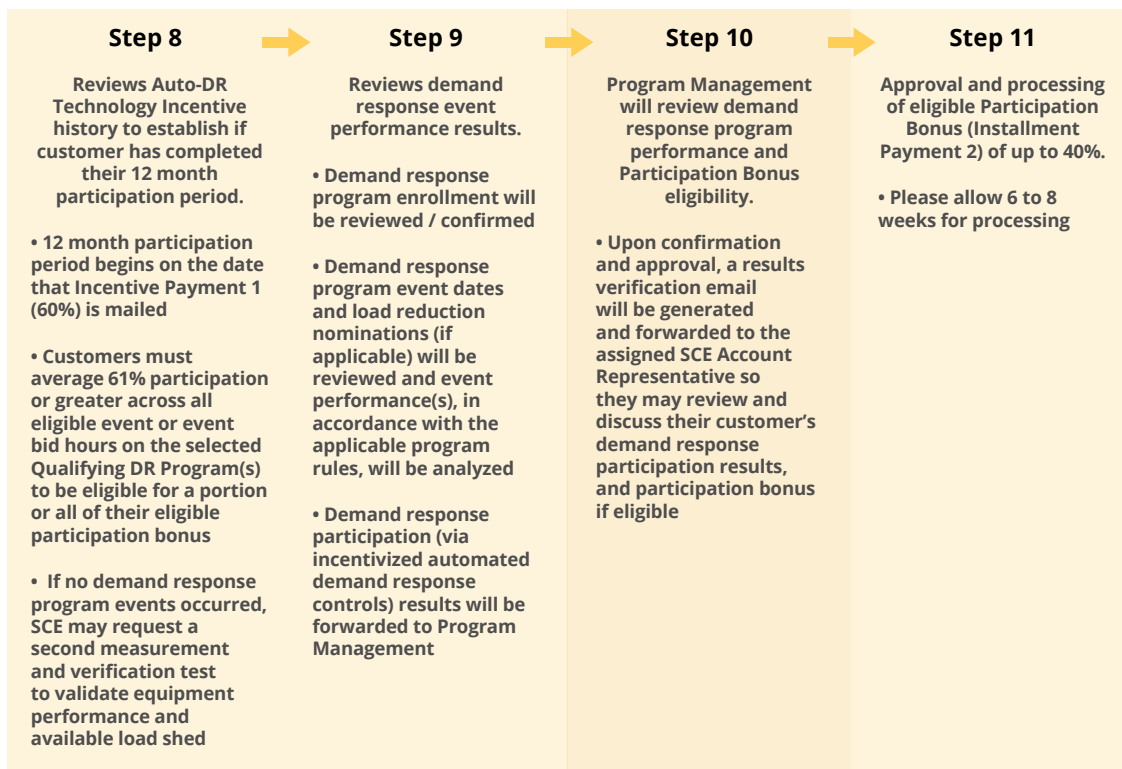 Step 8
Reviews Auto-DR
Technology Incentive
history to establish if
customer has completed
their 12 month
participation period.
• 12 month participation
period begins on the date
that Incentive Payment 1
(60%) is mailed
• Customers must
average 61% participation
or greater across all
eligible event or event
bid hours on the selected
Qualifying DR Program(s)
to be eligible for a portion
or all of their eligible
participation bonus
• If no demand response
program events occurred,
SCE may request a
second measurement
and verification test
to validate equipment
performance and
available load shed
Step 9
Reviews demand
response event
performance results.
• Demand response
program enrollment will
be reviewed / confirmed
• Demand response
program event dates
and load reduction
nominations (if
applicable) will be
reviewed and event
performance(s), in
accordance with the
applicable program
rules, will be analyzed
• Demand response
participation (via
incentivized automated
demand response
controls) results will be
forwarded to Program
Management
Step 10
Program Management
will review demand
response program
performance and
Participation Bonus
eligibility.
• Upon confirmation
and approval, a results
verification email
will be generated
and forwarded to the
assigned SCE Account
Representative so
they may review and
discuss their customer’s
demand response
participation results,
and participation bonus
if eligible
Step 11
Approval and processing
of eligible Participation
Bonus (Installment
Payment 2) of up to 40%.
• Please allow 6 to 8
weeks for processing